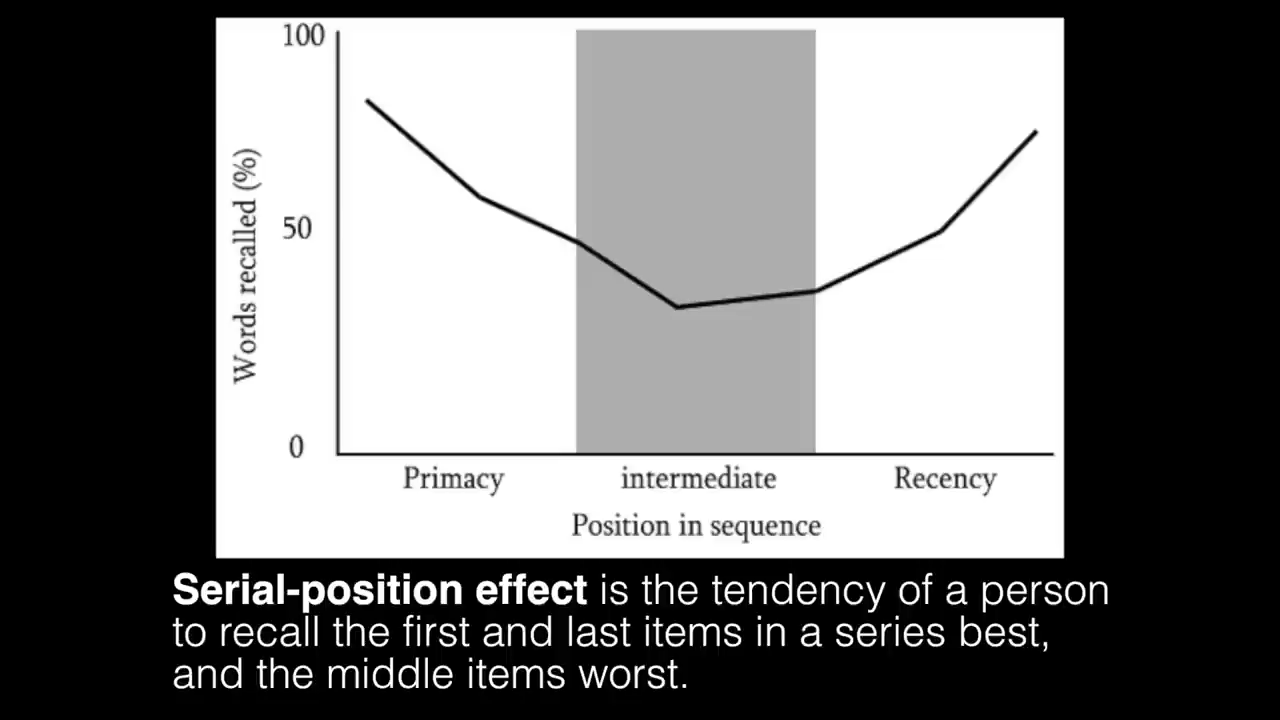 100
50
0
Words recalled (%)
Primacy
intermediate
Recency
Position in sequence
Serial-position effect is the tendency of a person
to recall the first and last items in a series best,
and the middle items worst.